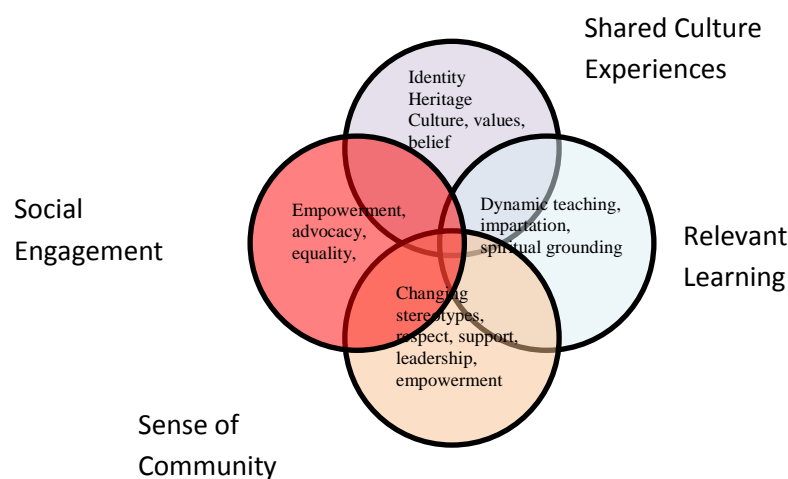 Shared Culture
Experiences
Identity
Heritage
Culture, values,
belief
Social
Engagement
Empowerment,
advocacy,
equality,
Dynamic teaching,
impartation,
spiritual grounding
Relevant
Learning
Changing
stereotypes,
respect, support,
leadership,
empowerment
Sense of
Community